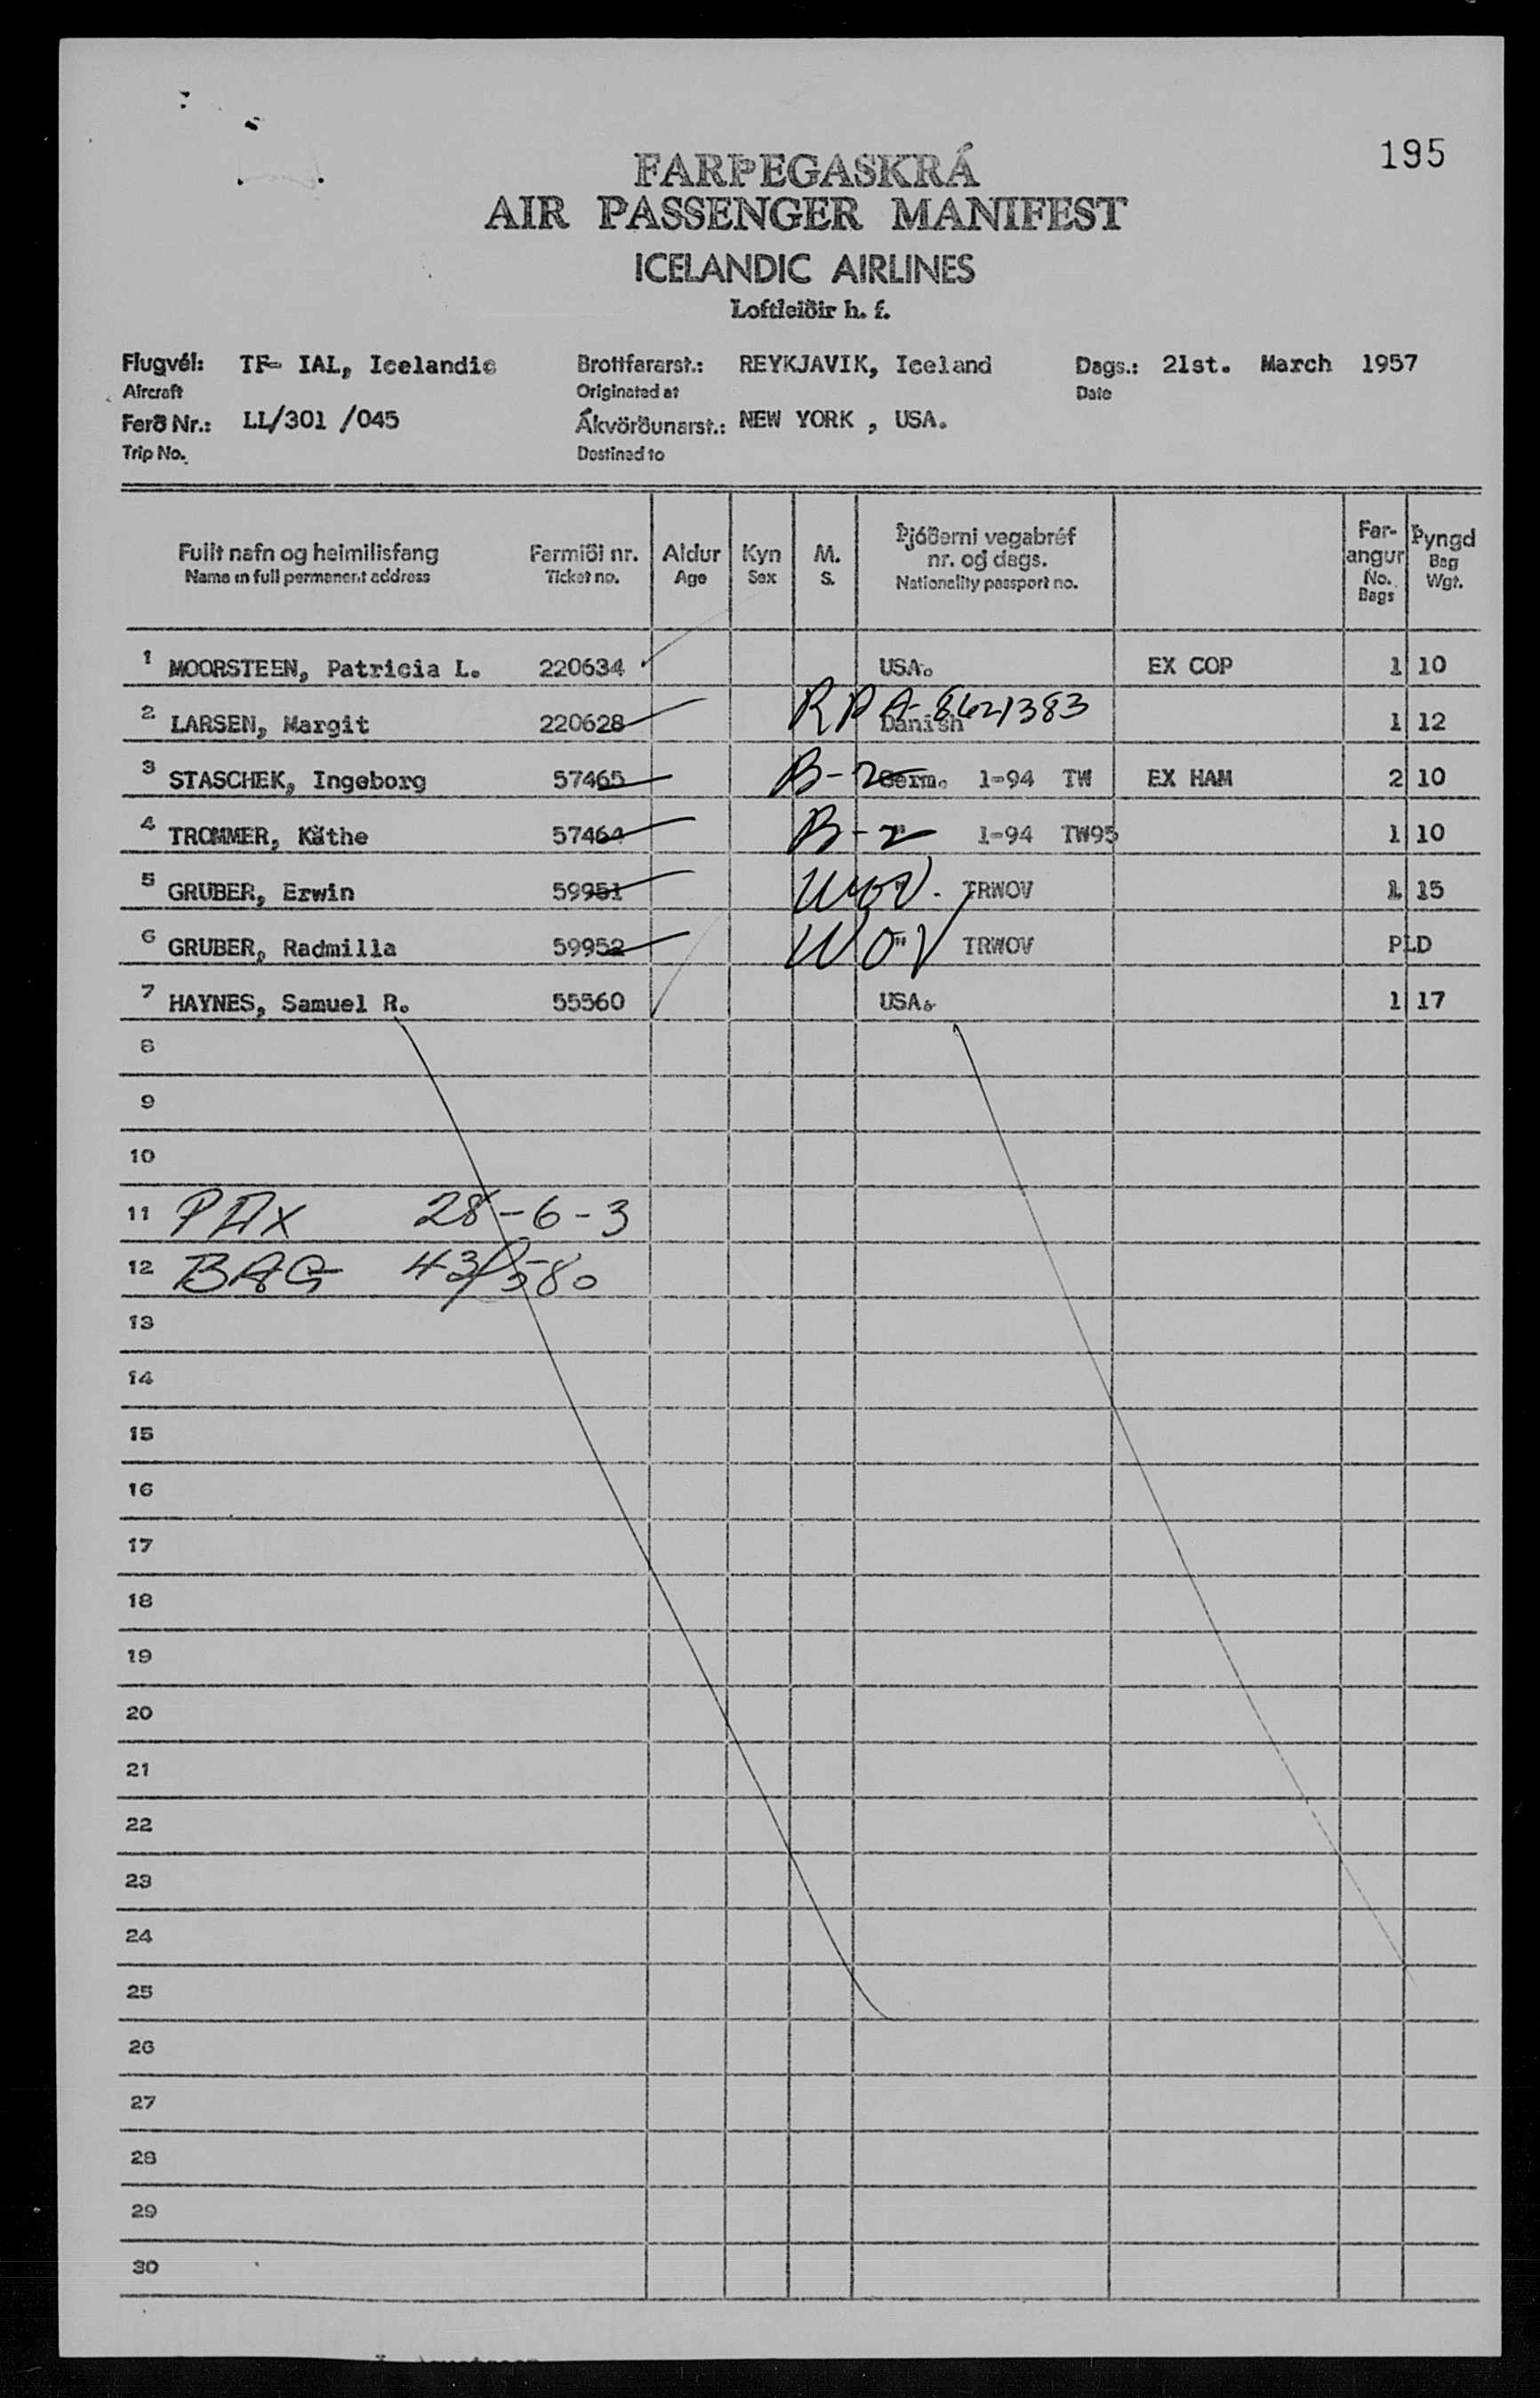 195
FARÞEGASKRÁ
AIR PASSENGER MANIFEST
ICELANDIC AIRLINES
Loftleiðir h. f.
Flugvél: TF- IAL, Icelandic Brottfararst.: REYKJAVIK, Iceland Dags.: 21st. March 1957
Aircraft Originated at Date
Ferð Nr.: LL/301 /045 Ákvörðunarst.: NEW YORK , USA.
Trip No. Destined to
Fullt nafn og heimilisfang Farmiði nr. Aldur Kyn M. Þjóðerni vegabréf nr. og dags. Far-angur Þyngd
Name in full permanent address Ticket no. Age Sex S. Nationality passport no. No. Bags Bag Wgt.
1 MOORSTEEN, Patricia L. 220634 USA. EX COP 1 10
2 LARSEN, Margit 220628 RPA-8621383 Danish 1 12
3 STASCHEK, Ingeborg 57465 B-2 Germ. 1-94 TW EX HAM 2 10
4 TROMMER, Käthe 57464 B-2 " 1-94 TW95 1 10
5 GRUBER, Erwin 59951 WOV. TRWOV 1 15
6 GRUBER, Radmilla 59952 WOV " TRWOV PLD
7 HAYNES, Samuel R. 55560 USA. 1 17
8
9
10
11 PAX 28-6-3
12 BAG 43/580
13
14
15
16
17
18
19
20
21
22
23
24
25
26
27
28
29
30